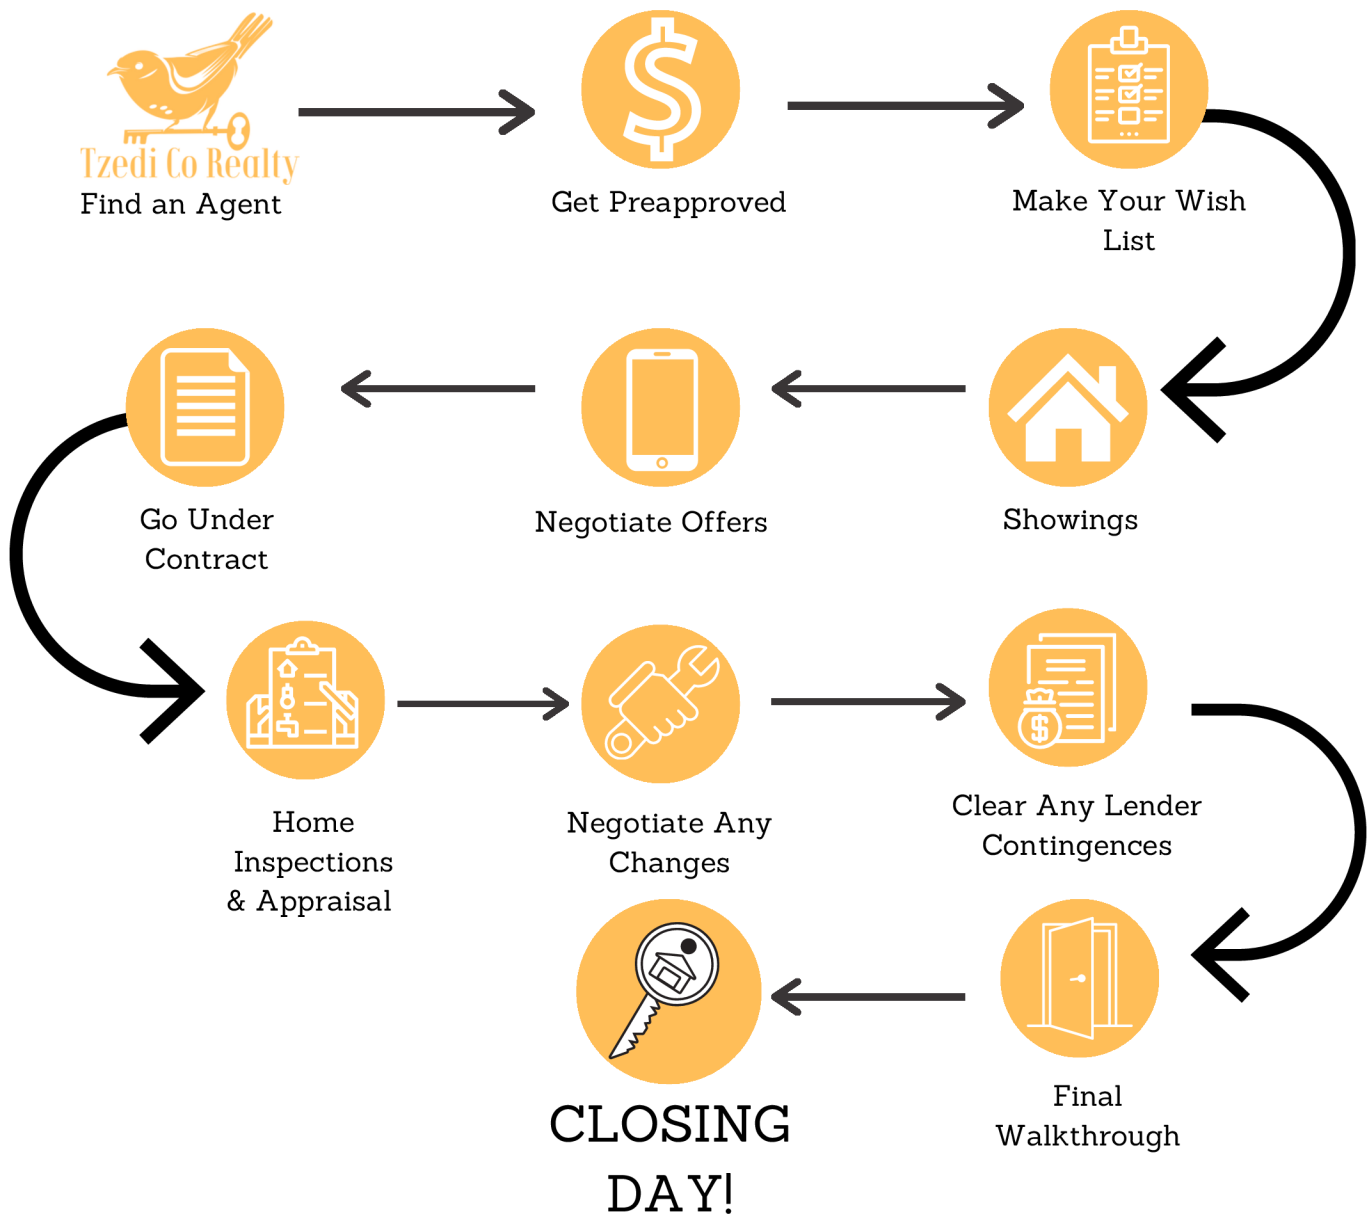 Tzedi Co Realty
Find an Agent
Get Preapproved
Make Your Wish
List
Showings
Negotiate Offers
Go Under
Contract
Home
Inspections
& Appraisal
Negotiate Any
Changes
Clear Any Lender
Contingences
Final
Walkthrough
CLOSING
DAY!